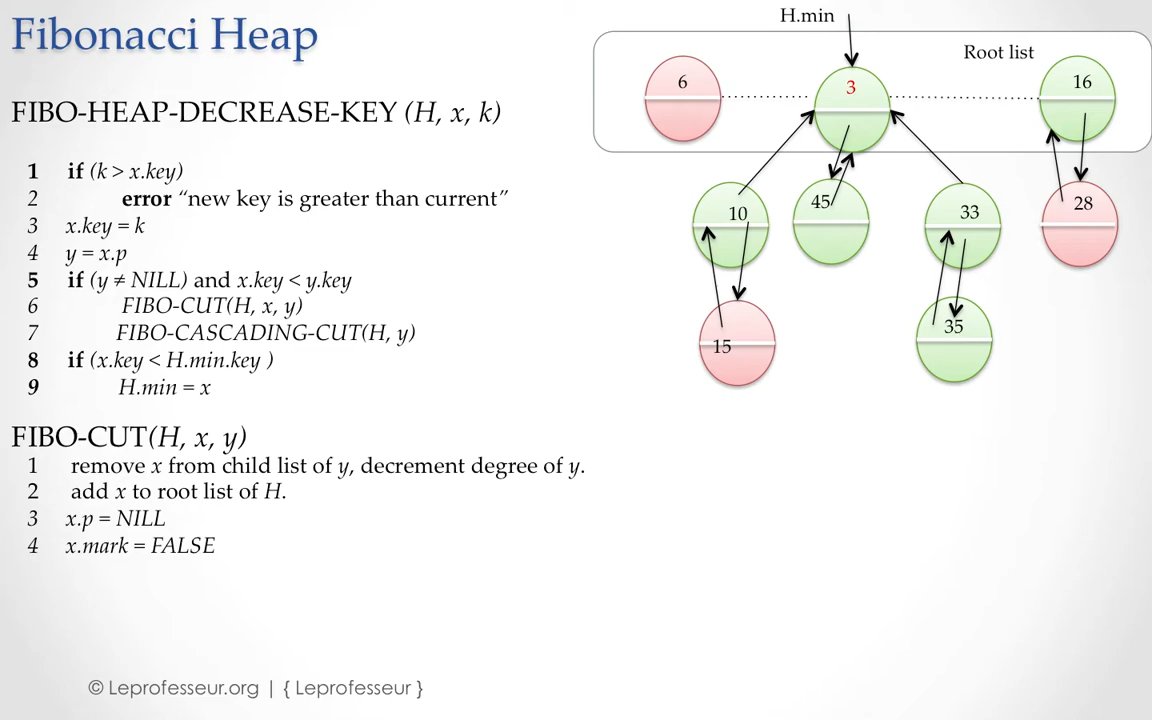 Fibonacci Heap
FIBO-HEAP-DECREASE-KEY (H, x, k)
1 if (k > x.key)
2 error “new key is greater than current”
3 x.key = k
4 y = x.p
5 if (y ≠ NILL) and x.key < y.key
6 FIBO-CUT(H, x, y)
7 FIBO-CASCADING-CUT(H, y)
8 if (x.key < H.min.key )
9 H.min = x
FIBO-CUT(H, x, y)
1 remove x from child list of y, decrement degree of y.
2 add x to root list of H.
3 x.p = NILL
4 x.mark = FALSE
H.min
Root list
6 3 16
10 45 33 28
15 35
© Leprofesseur.org | { Leprofesseur }